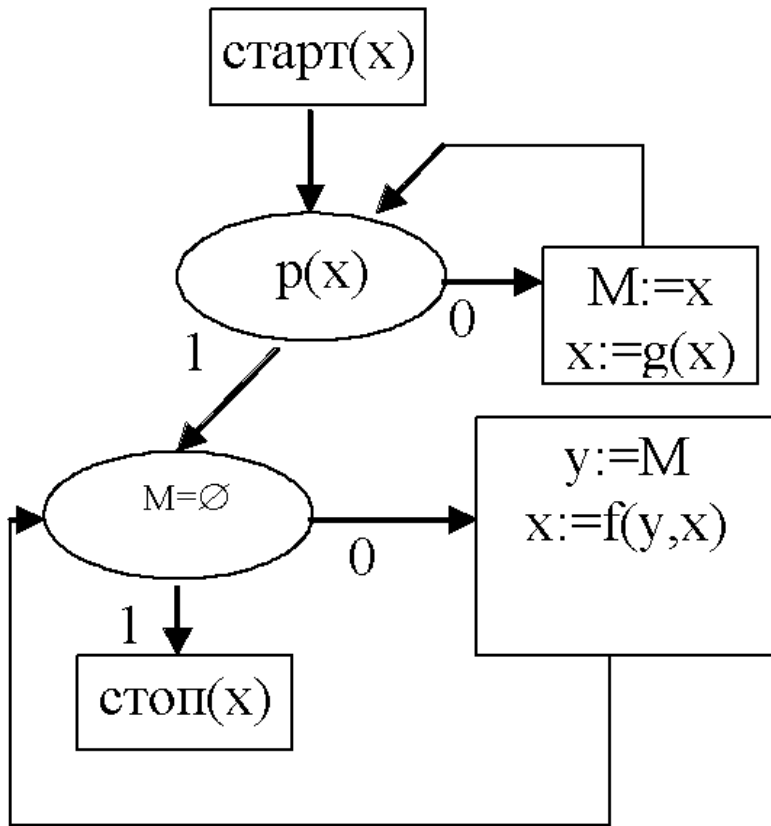 старт(x)
p(x)
0
M:=x
x:=g(x)
1
M=∅
0
y:=M
x:=f(y,x)
1
стоп(x)